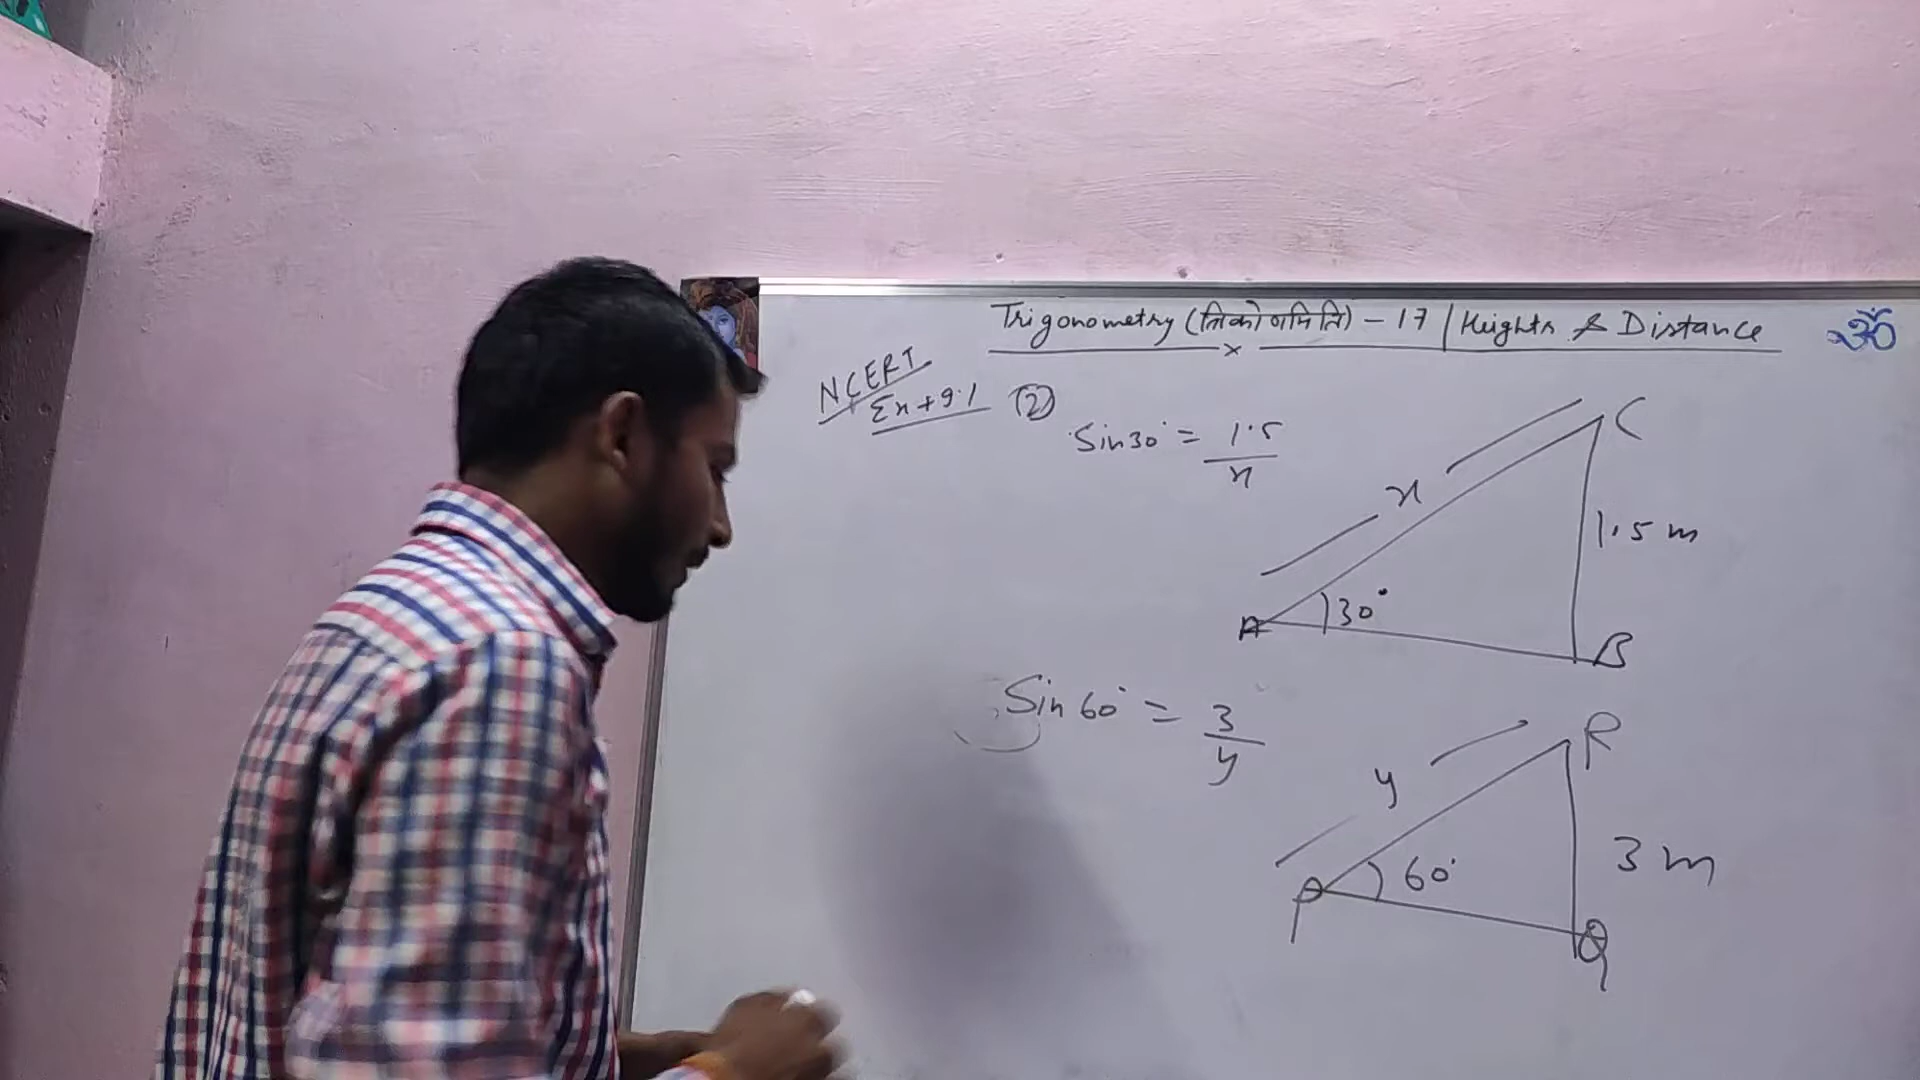 Trigonometry (त्रिकोणमिति) - 17 | Heights & Distance
ॐ
NCERT
Ex + 9.1 (2)
Sin30° = 1.5/x
C
x
1.5 m
30°
A
B
Sin 60° = 3/y
R
y
3 m
60°
P
Q